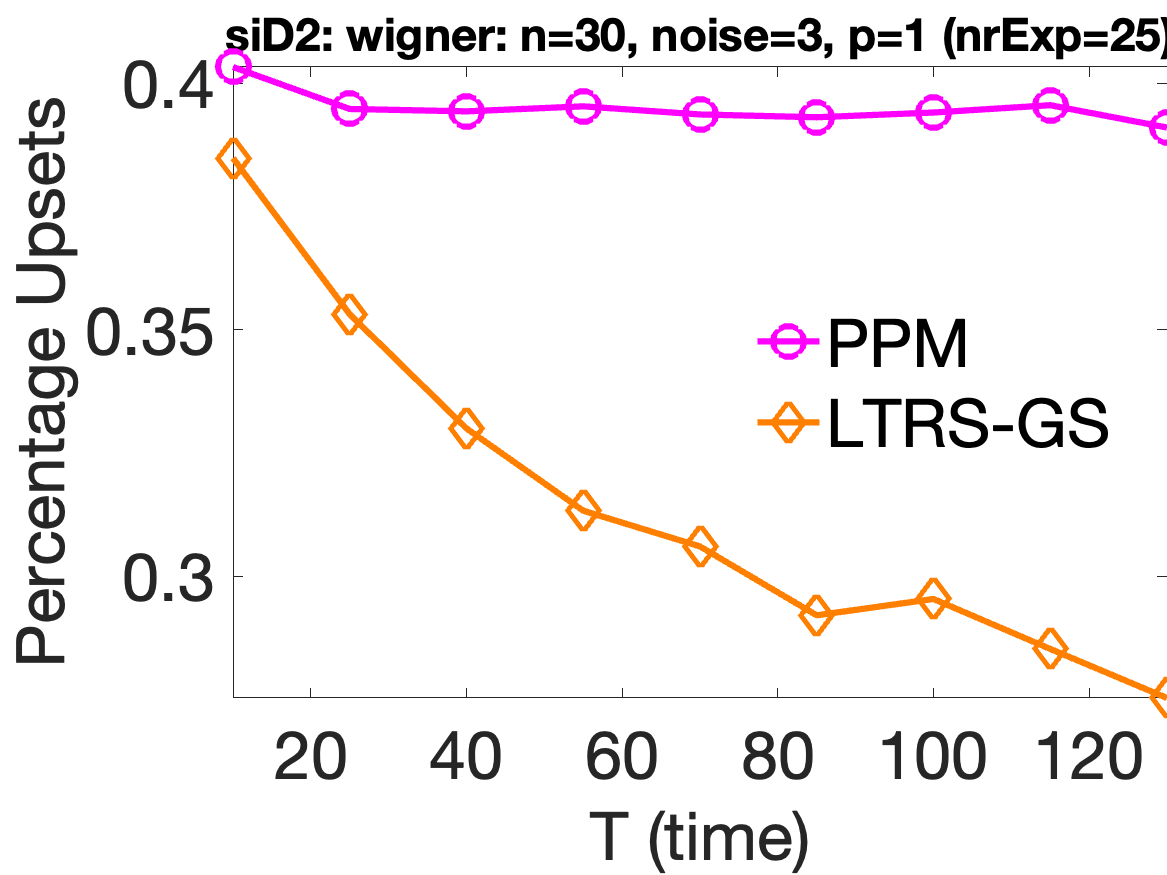 siD2: wigner: n=30, noise=3, p=1 (nrExp=25)
Percentage Upsets
0.4
0.35
0.3
PPM
LTRS-GS
20 40 60 80 100 120
T (time)